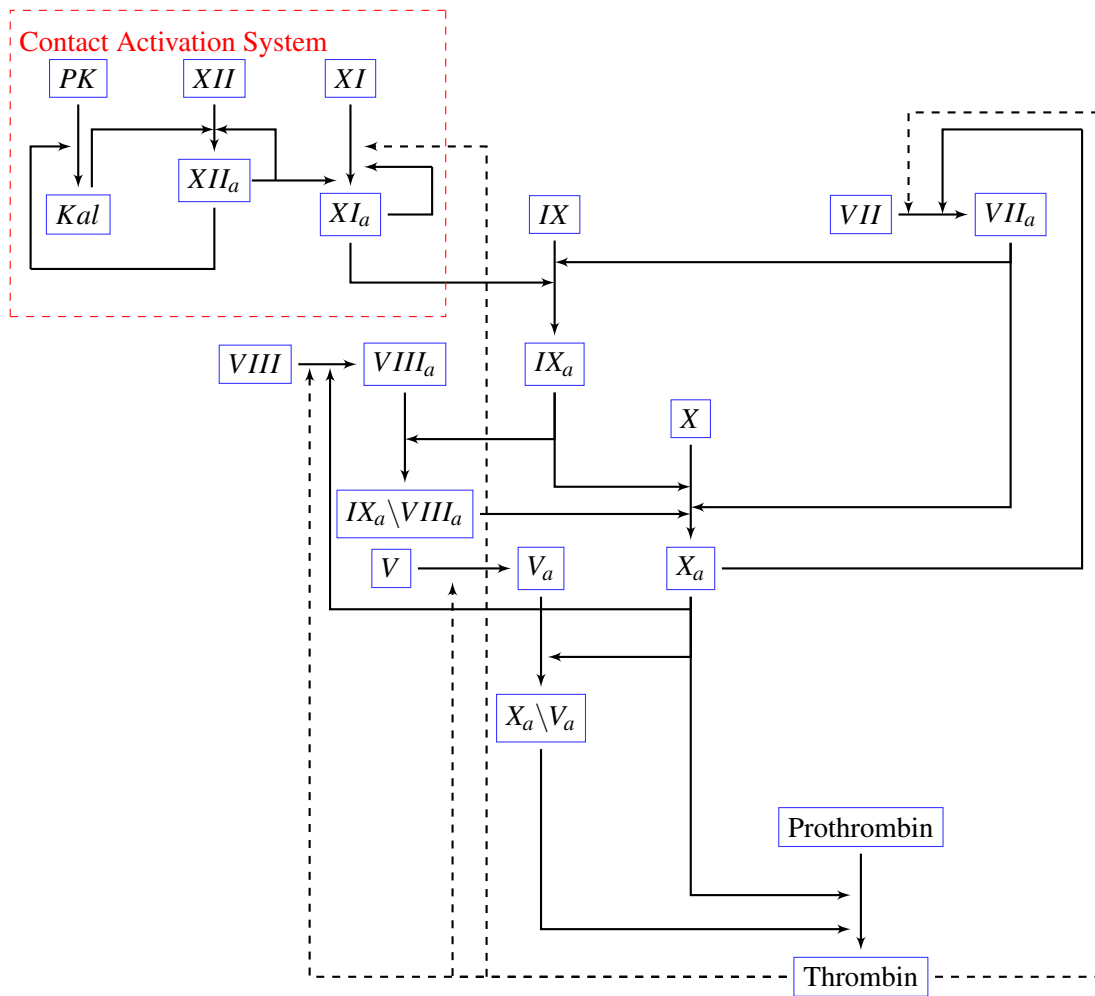 Contact Activation System
PK XII XI
XIIₐ
Kal XIₐ IX VII VIIₐ
VIII VIIIₐ IXₐ
X
IXₐ\VIIIₐ
V Vₐ Xₐ
Xₐ\Vₐ
Prothrombin
Thrombin